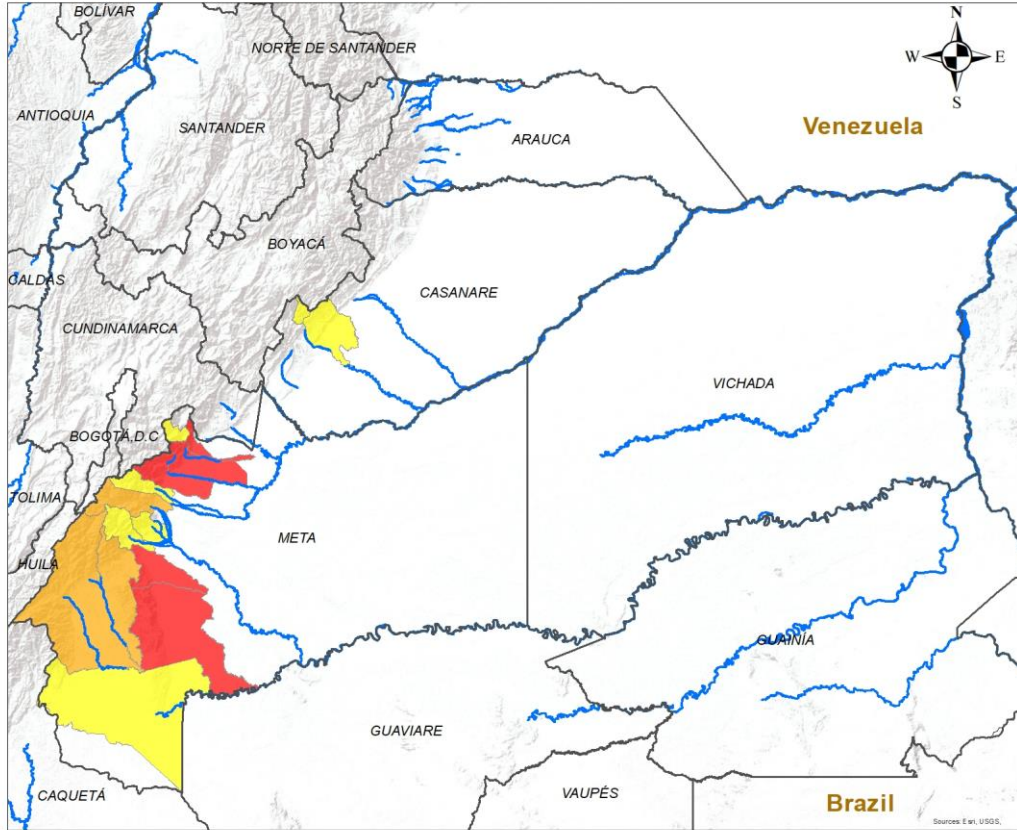 BOLÍVAR
N
NORTE DE SANTANDER
W
E
S
ANTIOQUIA
SANTANDER
Venezuela
ARAUCA
BOYACÁ
CALDAS
CASANARE
CUNDINAMARCA
VICHADA
BOGOTÁ, D.C
TOLIMA
META
HUILA
GUAINÍA
GUAVIARE
CAQUETÁ
VAUPÉS
Brazil
Sources: Esri, USGS,